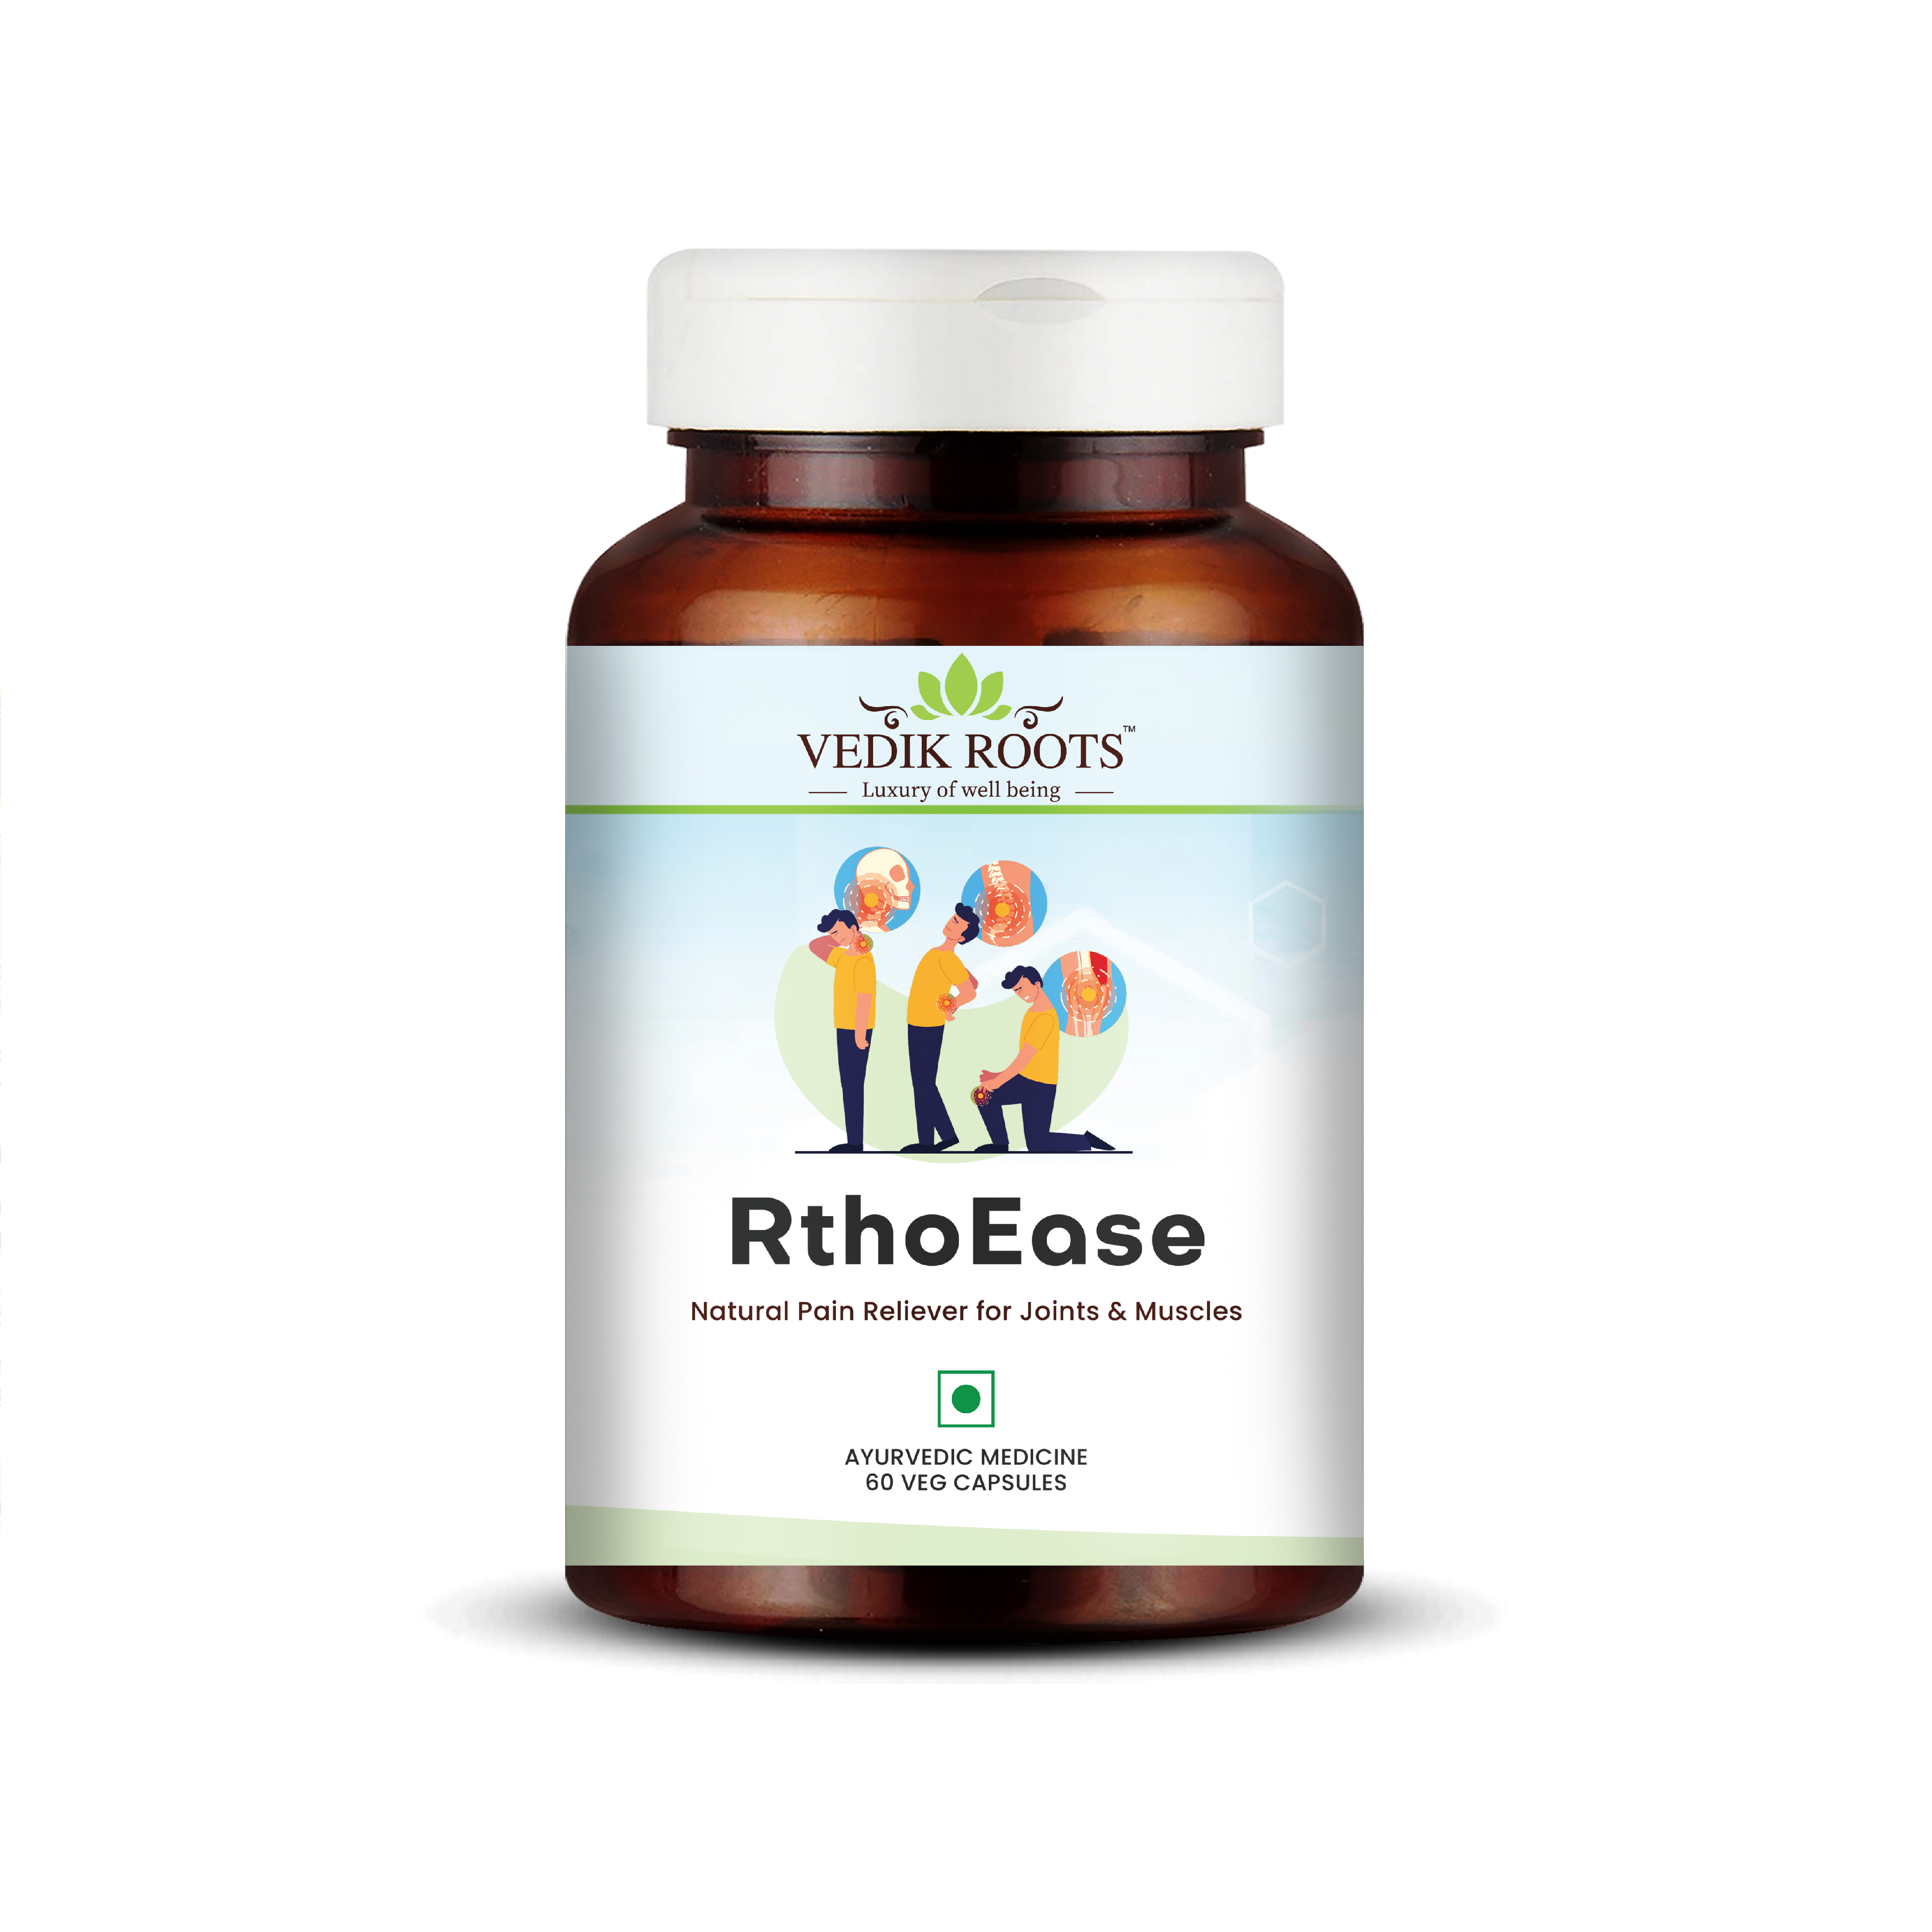 VEDIK ROOTS™
Luxury of well being
RthoEase
Natural Pain Reliever for Joints & Muscles
AYURVEDIC MEDICINE
60 VEG CAPSULES